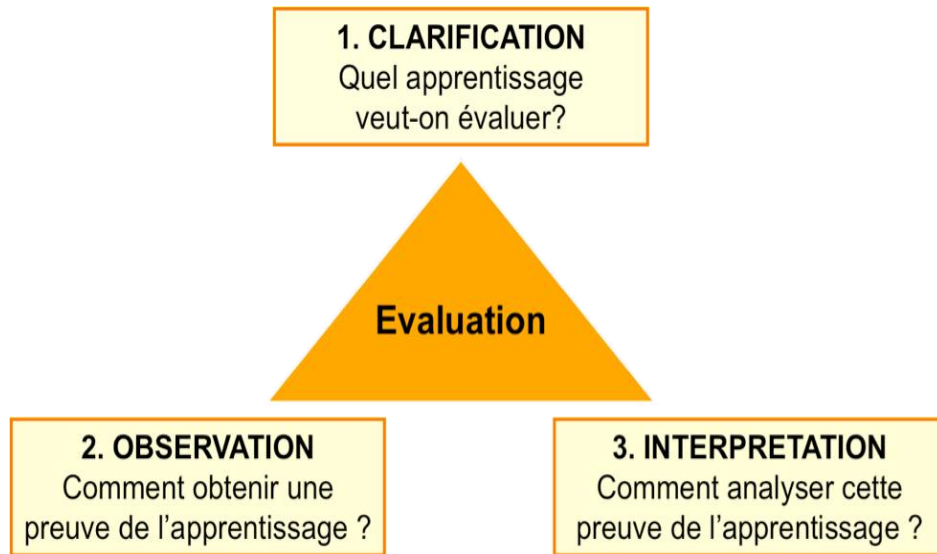 1. CLARIFICATION
Quel apprentissage
veut-on évaluer?
Evaluation
2. OBSERVATION
Comment obtenir une
preuve de l'apprentissage ?
3. INTERPRETATION
Comment analyser cette
preuve de l'apprentissage ?